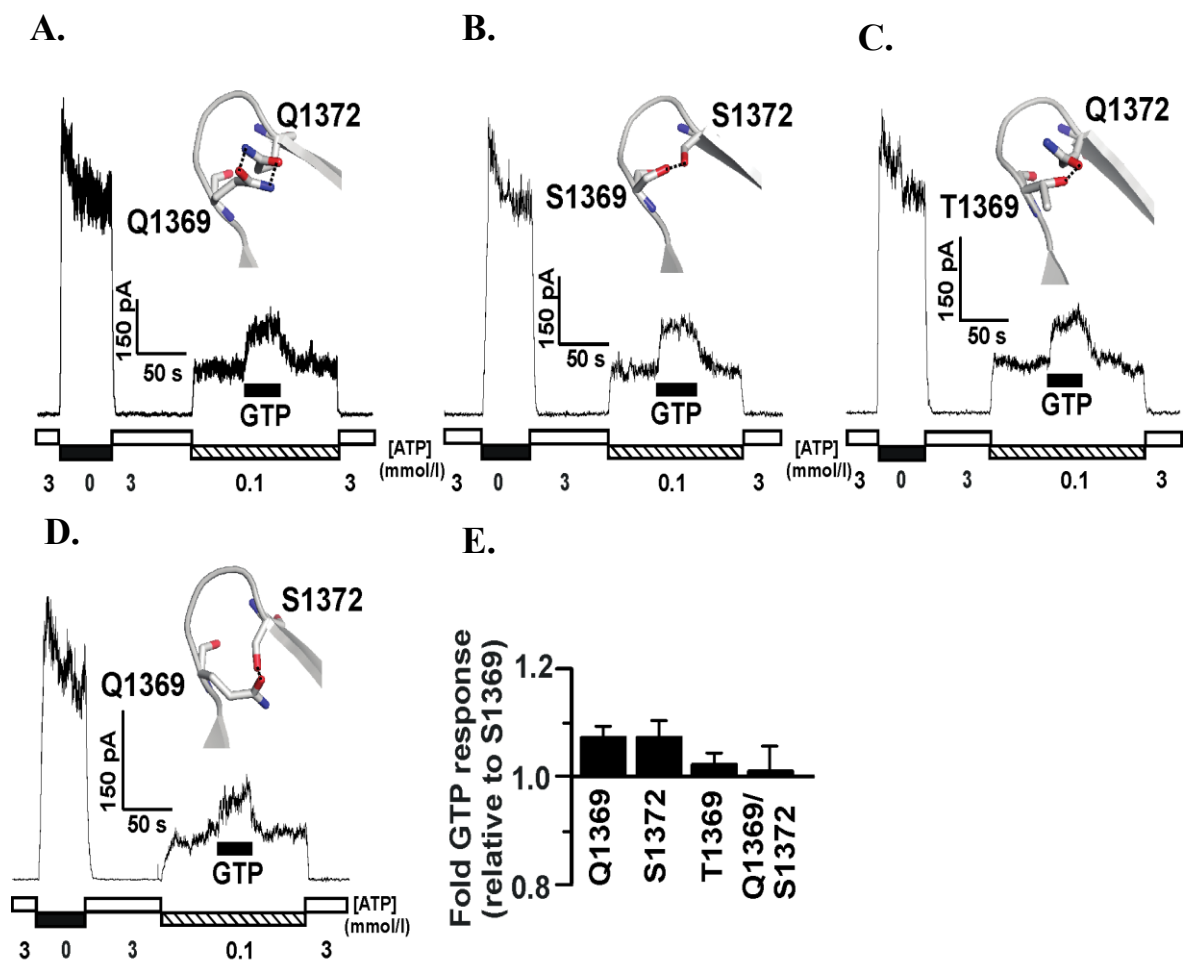 A.
Q1372
Q1369
150 pA
50 s
GTP
[ATP]
(mmol/l)
3 0 3 0.1 3
B.
S1372
S1369
150 pA
50 s
GTP
[ATP]
(mmol/l)
3 0 3 0.1 3
C.
Q1372
T1369
150 pA
50 s
GTP
3 0 3 0.1 3
D.
S1372
Q1369
150 pA
50 s
GTP
[ATP]
(mmol/l)
3 0 3 0.1 3
E.
Fold GTP response
(relative to S1369)
1.2
1.0
0.8
Q1369
S1372
T1369
Q1369/
S1372